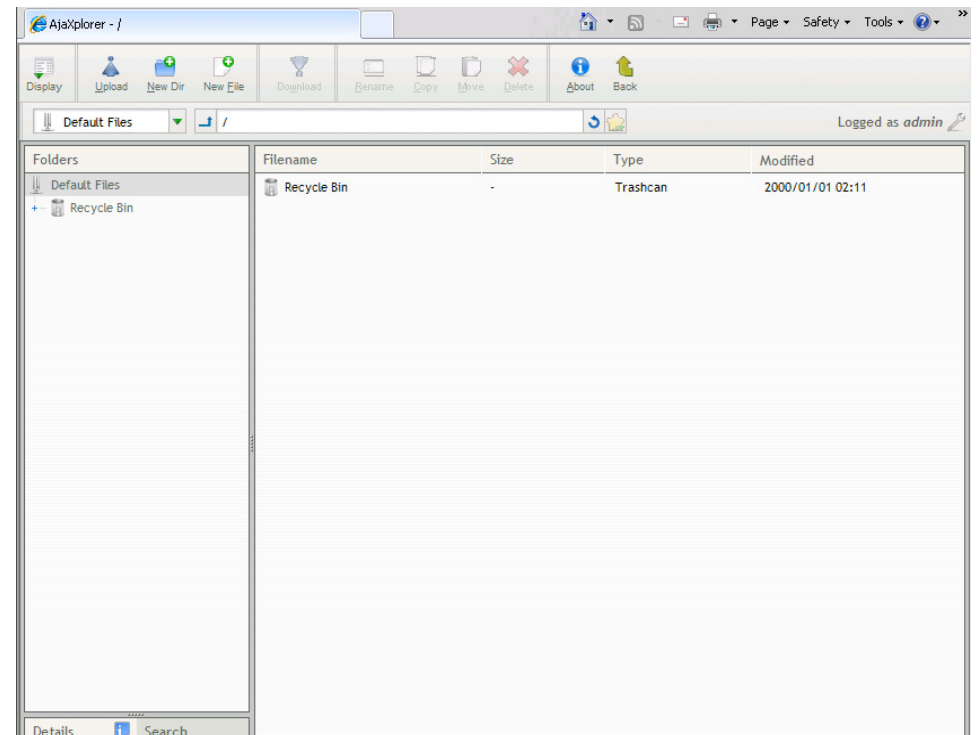 AjaXplorer - /
Page Safety Tools »
Display Upload New Dir New File Download Rename Copy Move Delete About Back
Default Files / Logged as admin
Folders Filename Size Type Modified
Default Files Recycle Bin - Trashcan 2000/01/01 02:11
Recycle Bin
Details Search